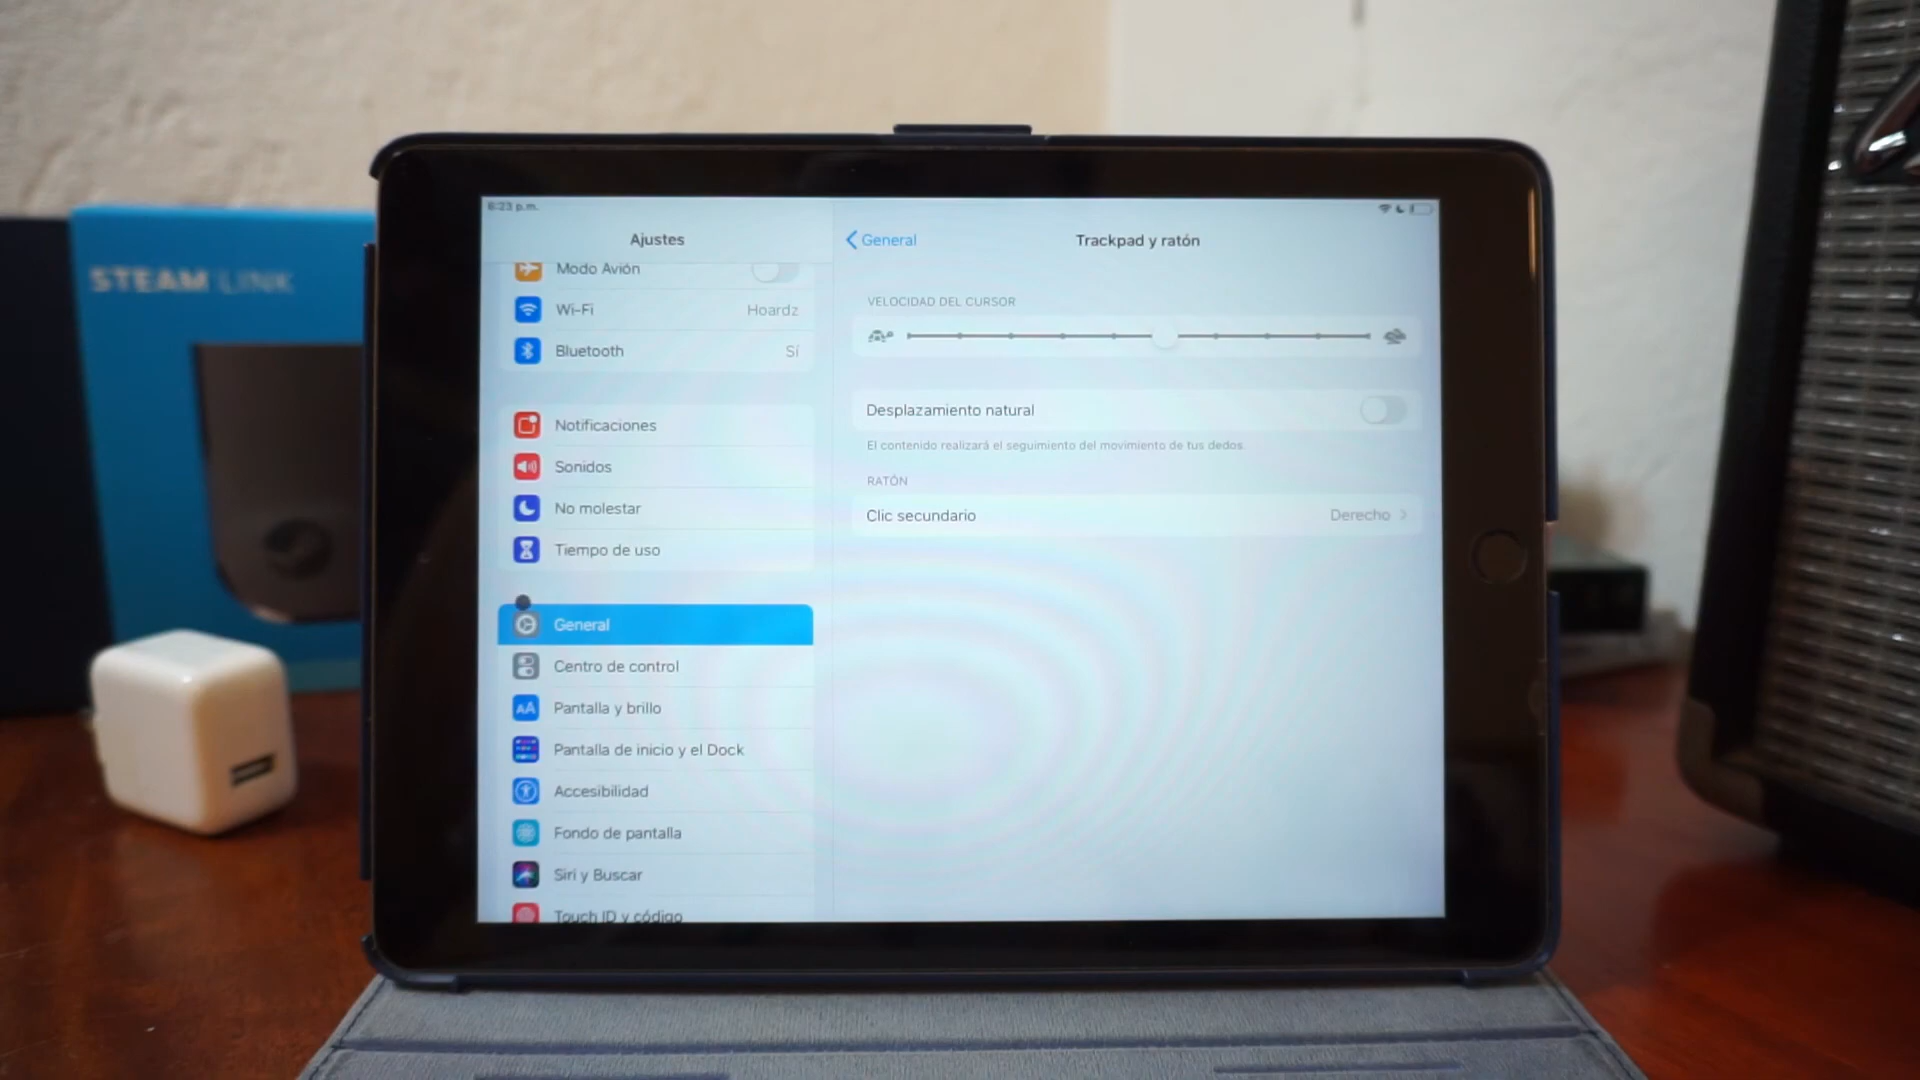 STEAM LINK
6:23 p.m.
Ajustes
Modo Avión
Wi-Fi Hoardz
Bluetooth Sí
Notificaciones
Sonidos
No molestar
Tiempo de uso
General
Centro de control
AA Pantalla y brillo
Pantalla de inicio y el Dock
Accesibilidad
Fondo de pantalla
Siri y Buscar
Touch ID y código
General
Trackpad y ratón
VELOCIDAD DEL CURSOR
Desplazamiento natural
El contenido realizará el seguimiento del movimiento de tus dedos.
RATÓN
Clic secundario Derecho